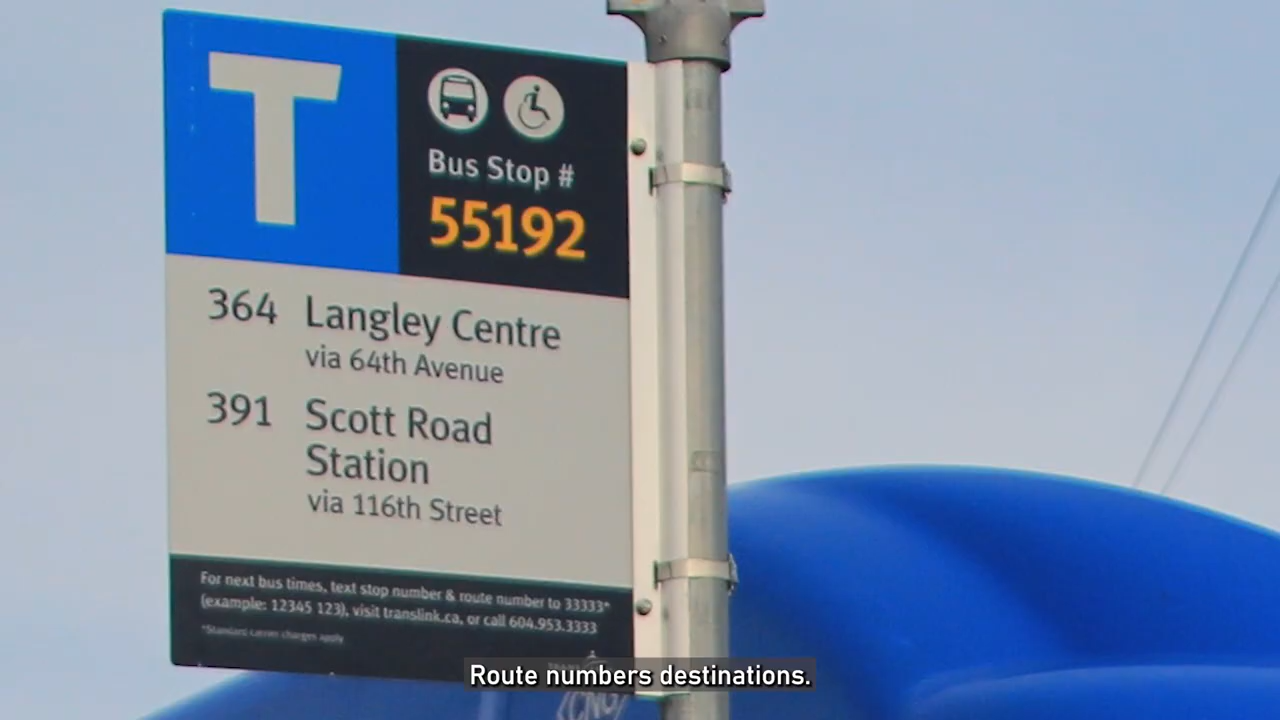 T
Bus Stop #
55192
364 Langley Centre
via 64th Avenue
391 Scott Road
Station
via 116th Street
For next bus times, text stop number & route number to 33333*
(example: 12345 123), visit translink.ca, or call 604.953.3333
*Standard carrier charges apply
CNG
Route numbers destinations.